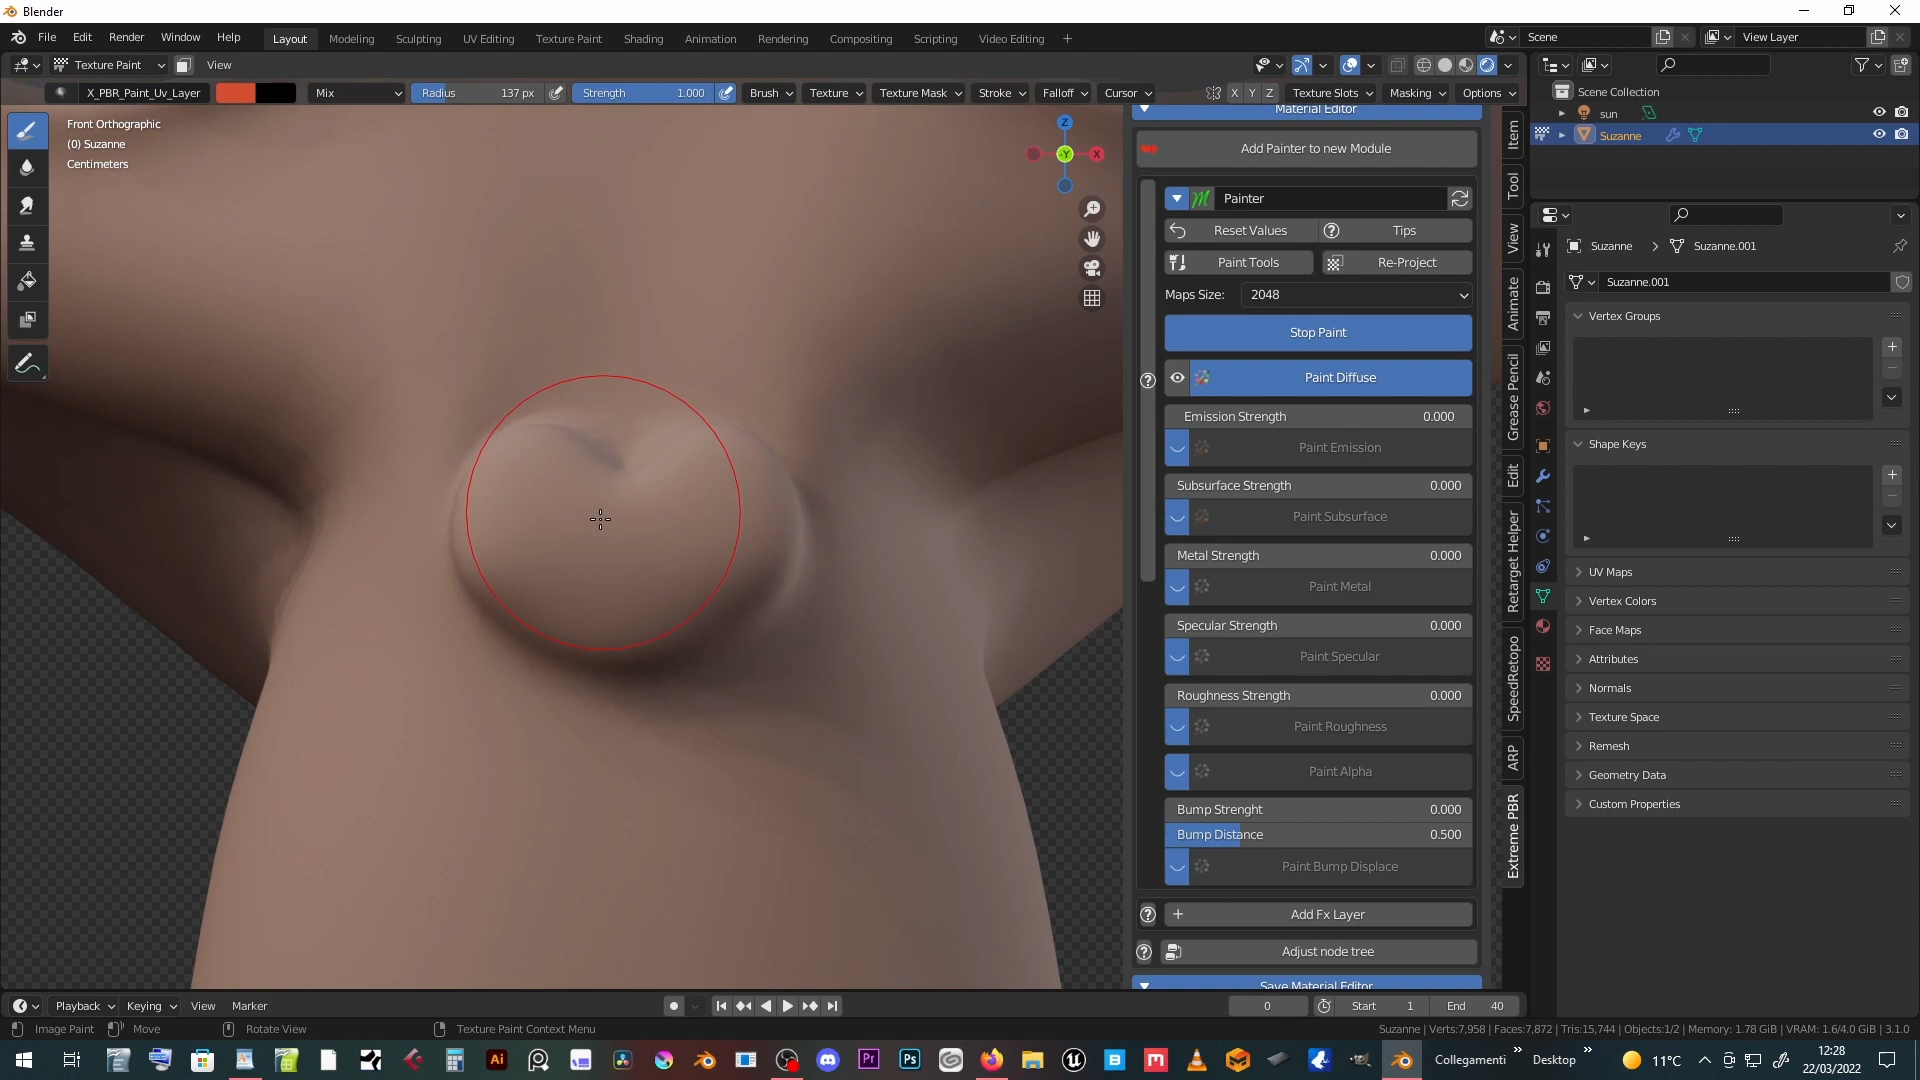 Blender
File Edit Render Window Help Layout Modeling Sculpting UV Editing Texture Paint Shading Animation Rendering Compositing Scripting Video Editing + Scene View Layer
Texture Paint View
X_PBR_Paint_Uv_Layer Mix Radius 137 px Strength 1.000 Brush Texture Texture Mask Stroke Falloff Cursor X Y Z Texture Slots Masking Options
Scene Collection
sun
Suzanne
Front Orthographic
(0) Suzanne
Centimeters
Z
-Y
X
Material Editor
Add Painter to new Module
Painter
Reset Values Tips
Paint Tools Re-Project
Maps Size: 2048
Stop Paint
Paint Diffuse
Emission Strength 0.000
Paint Emission
Subsurface Strength 0.000
Paint Subsurface
Metal Strength 0.000
Paint Metal
Specular Strength 0.000
Paint Specular
Roughness Strength 0.000
Paint Roughness
Paint Alpha
Bump Strenght 0.000
Bump Distance 0.500
Paint Bump Displace
+ Add Fx Layer
Adjust node tree
Save Material Editor
Item
Tool
View
Animate
Grease Pencil
Edit
Retarget Helper
SpeedRetopo
ARP
Extreme PBR
Suzanne > Suzanne.001
Suzanne.001
Vertex Groups
Shape Keys
UV Maps
Vertex Colors
Face Maps
Attributes
Normals
Texture Space
Remesh
Geometry Data
Custom Properties
Playback Keying View Marker 0 Start 1 End 40
Image Paint Move Rotate View Texture Paint Context Menu Suzanne | Verts:7,958 | Faces:7,872 | Tris:15,744 | Objects:1/2 | Memory: 1.78 GiB | VRAM: 1.6/4.0 GiB | 3.1.0
Ai Pr Ps Collegamenti » Desktop » 11°C 12:28
22/03/2022